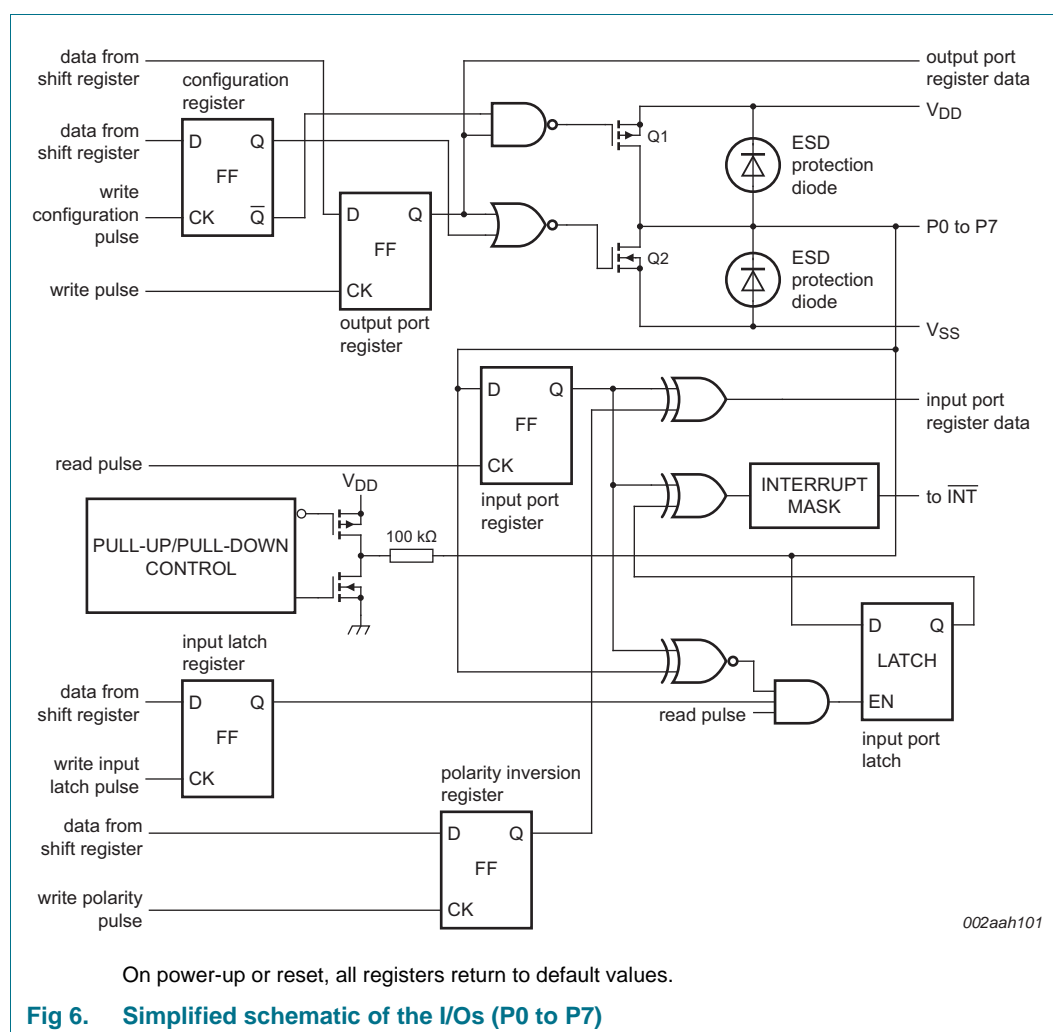 data from
shift register
configuration
register
output port
register data
data from
shift register
D
Q
FF
CK
Q
write
configuration
pulse
Q1
VDD
ESD
protection
diode
D
Q
FF
CK
output port
register
write pulse
Q2
P0 to P7
ESD
protection
diode
VSS
D
Q
FF
CK
input port
register
input port
register data
read pulse
VDD
INTERRUPT
MASK
to INT
PULL-UP/PULL-DOWN
CONTROL
100 kΩ
input latch
register
D
Q
LATCH
EN
input port
latch
data from
shift register
D
Q
FF
CK
read pulse
write input
latch pulse
polarity inversion
register
data from
shift register
D
Q
FF
CK
write polarity
pulse
002aah101
On power-up or reset, all registers return to default values.
Fig 6. Simplified schematic of the I/Os (P0 to P7)